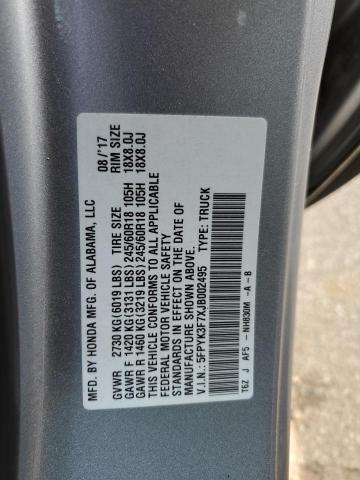 MFD. BY HONDA MFG. OF ALABAMA, LLC 08/'17
GVWR 2730 KG(6019 LBS) TIRE SIZE RIM SIZE
GAWR F 1420 KG(3131 LBS) 245/60R18 105H 18X8.0J
GAWR R 1460 KG(3219 LBS) 245/60R18 105H 18X8.0J
THIS VEHICLE CONFORMS TO ALL APPLICABLE
FEDERAL MOTOR VEHICLE SAFETY
STANDARDS IN EFFECT ON THE DATE OF
MANUFACTURE SHOWN ABOVE.
V.I.N.: 5FPYK3F7XJB002495 TYPE: TRUCK
T6Z J AF5 -NH830M -A -B